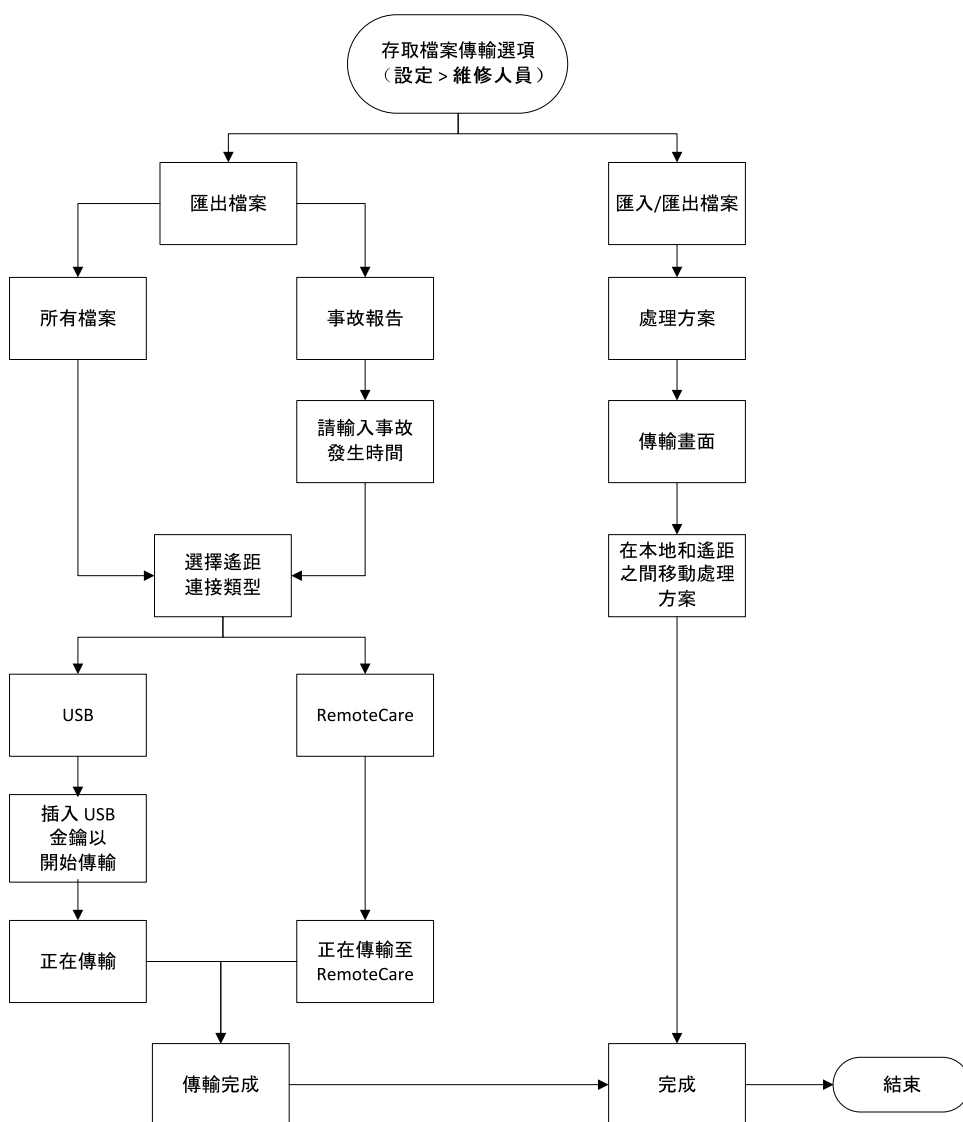 存取檔案傳輸選項
（設定 > 維修人員）
匯出檔案
匯入/匯出檔案
所有檔案
事故報告
處理方案
請輸入事故
發生時間
傳輸畫面
選擇遙距
連接類型
在本地和遙距
之間移動處理
方案
USB
RemoteCare
插入 USB
金鑰以
開始傳輸
正在傳輸
正在傳輸至
RemoteCare
傳輸完成
完成
結束